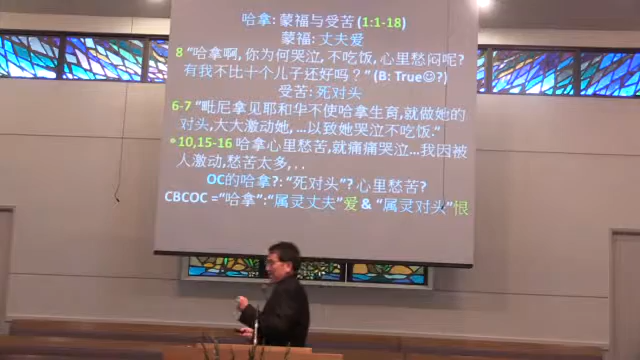 哈拿: 蒙福与受苦 (1:1-18)
蒙福: 丈夫爱
8 “哈拿啊, 你为何哭泣, 不吃饭, 心里愁闷呢?
有我不比十个儿子还好吗? ” (B: True☺?)
受苦: 死对头
6-7 “毗尼拿见耶和华不使哈拿生育, 就做她的
对头, 大大激动她, ...以致她哭泣不吃饭.”
10,15-16 哈拿心里愁苦, 就痛痛哭泣...我因被
人激动, 愁苦太多, . .
OC的哈拿?: “死对头”? 心里愁苦?
CBCOC =“哈拿”:“属灵丈夫”爱 & “属灵对头”恨